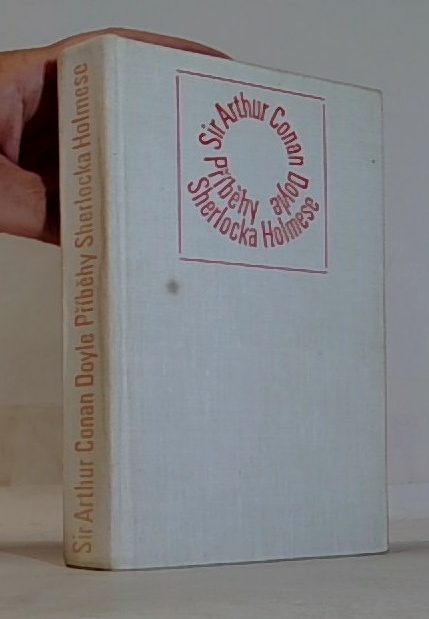 Sir Arthur Conan Doyle Příběhy Sherlocka Holmese
Sir Arthur Conan Doyle
Příběhy
Sherlocka Holmese